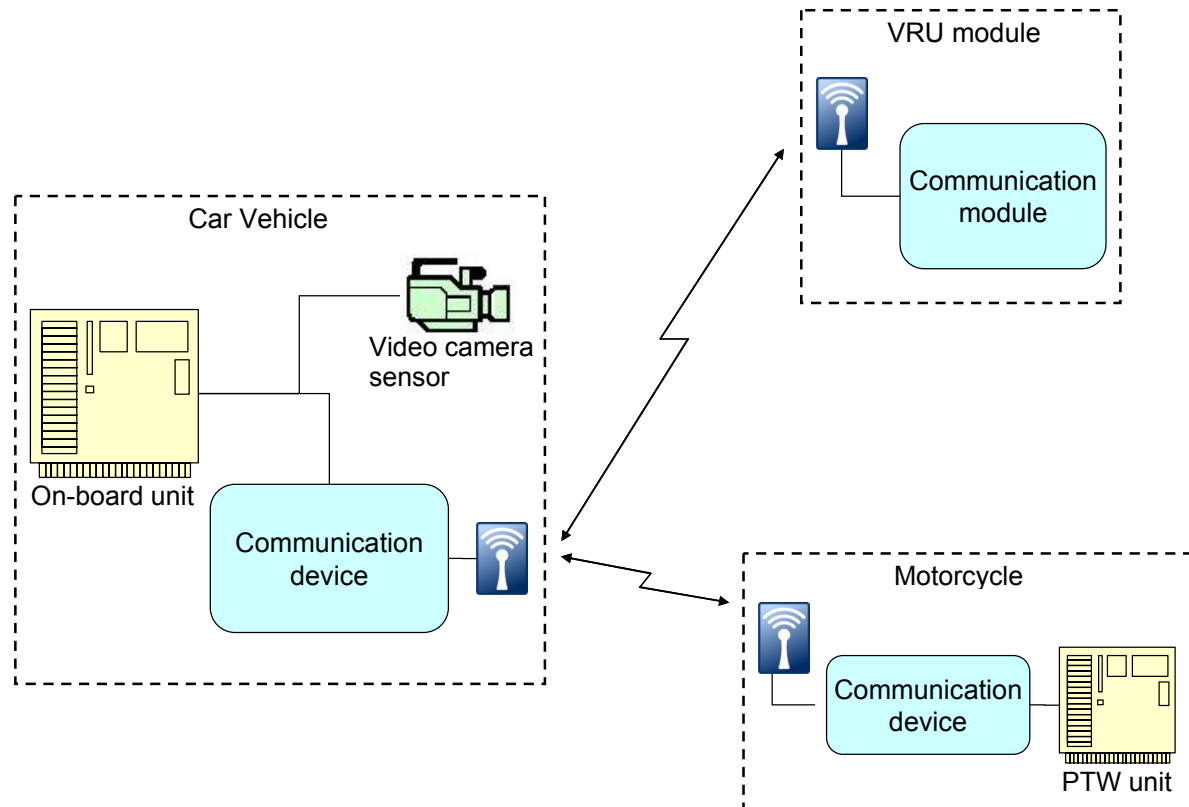 VRU module
Communication
module
Car Vehicle
Video camera
sensor
On-board unit
Communication
device
Motorcycle
Communication
device
PTW unit